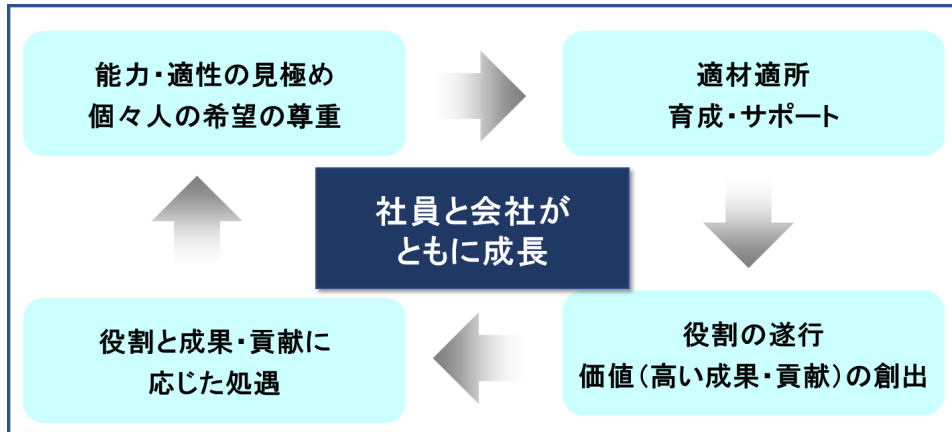 能力・適性の見極め
個々人の希望の尊重
適材適所
育成・サポート
社員と会社が
ともに成長
役割と成果・貢献に
応じた処遇
役割の遂行
価値（高い成果・貢献）の創出